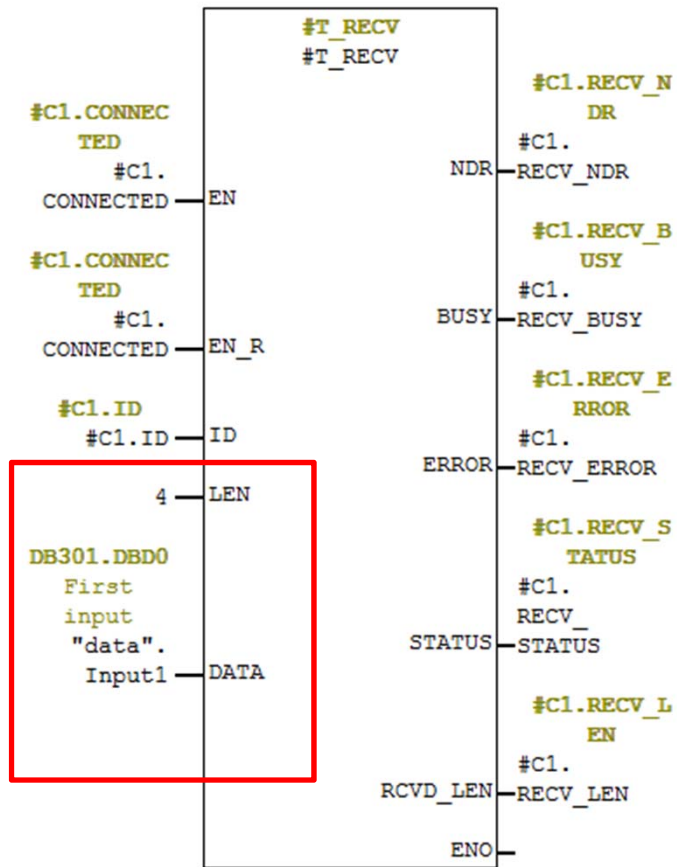 #T_RECV
#T_RECV
#C1.CONNEC
TED
#C1.
CONNECTED
EN
#C1.CONNEC
TED
#C1.
CONNECTED
EN_R
#C1.ID
#C1.ID
ID
4
LEN
DB301.DBD0
First
input
"data".
Input1
DATA
#C1.RECV_N
DR
#C1.
NDR
RECV_NDR
#C1.RECV_B
USY
#C1.
BUSY
RECV_BUSY
#C1.RECV_E
RROR
#C1.
ERROR
RECV_ERROR
#C1.RECV_S
TATUS
#C1.
RECV_
STATUS
STATUS
#C1.RECV_L
EN
#C1.
RCVD_LEN
RECV_LEN
ENO